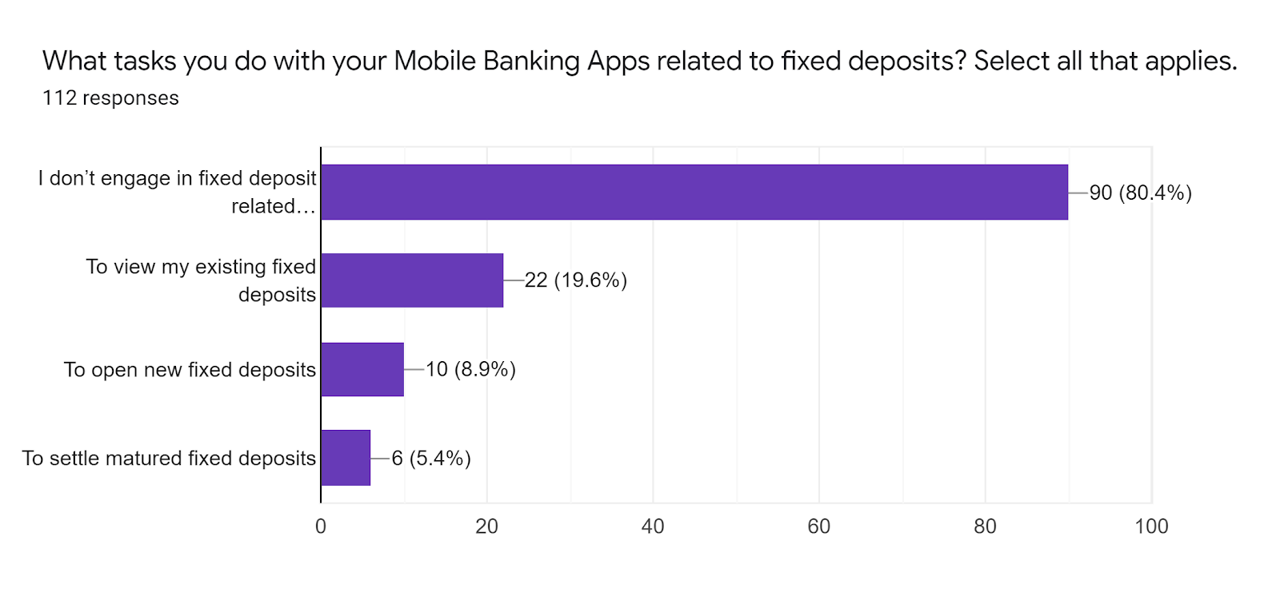 What tasks you do with your Mobile Banking Apps related to fixed deposits? Select all that applies.
112 responses
I don’t engage in fixed deposit
related…
90 (80.4%)
To view my existing fixed
deposits
22 (19.6%)
To open new fixed deposits
10 (8.9%)
To settle matured fixed deposits
6 (5.4%)
0 20 40 60 80 100